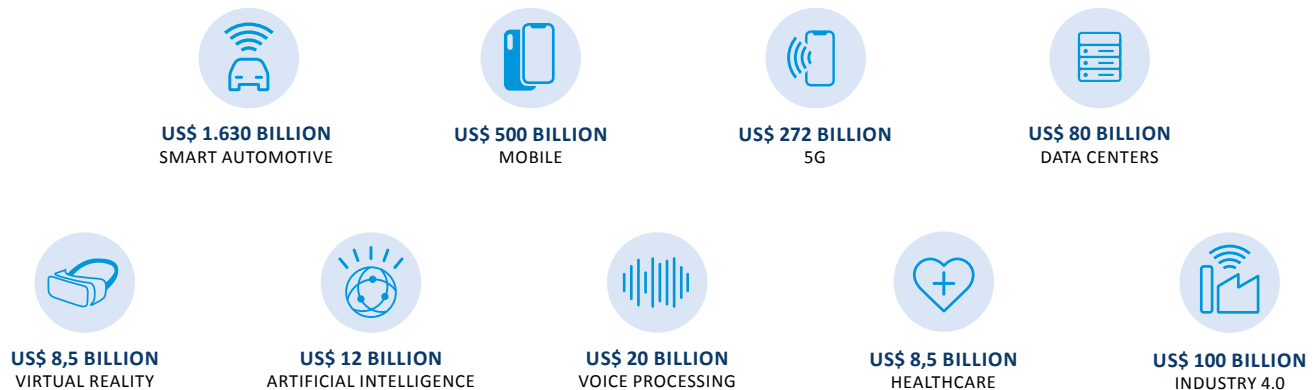 US$ 1.630 BILLION
SMART AUTOMOTIVE
US$ 500 BILLION
MOBILE
US$ 272 BILLION
5G
US$ 80 BILLION
DATA CENTERS
US$ 8,5 BILLION
VIRTUAL REALITY
US$ 12 BILLION
ARTIFICIAL INTELLIGENCE
US$ 20 BILLION
VOICE PROCESSING
US$ 8,5 BILLION
HEALTHCARE
US$ 100 BILLION
INDUSTRY 4.0